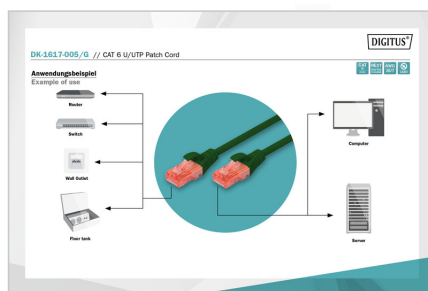 DIGITUS®
DK-1617-005/G // CAT 6 U/UTP Patch Cord
Anwendungsbeispiel
Example of use
Router
Switch
Wall Outlet
Floor tank
Computer
Server